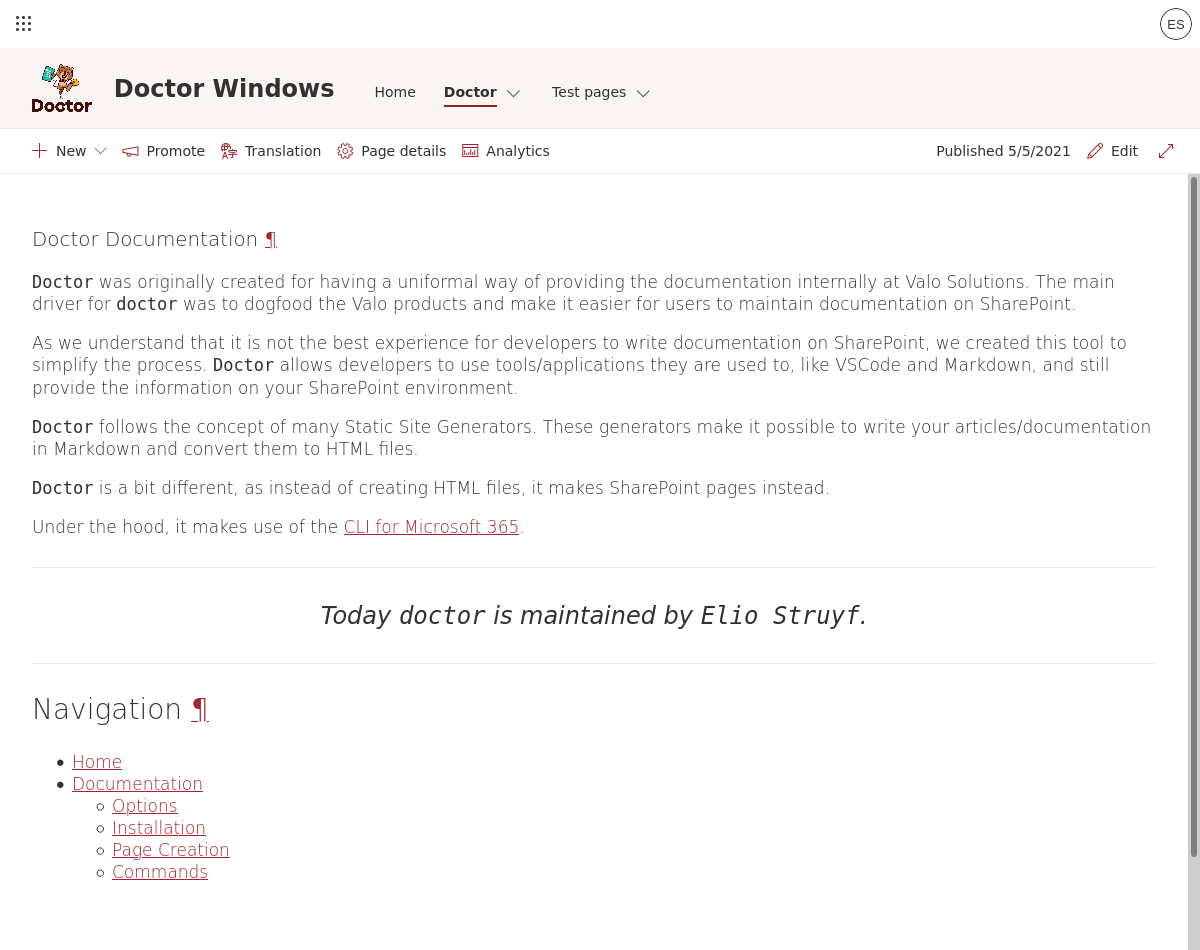 ES
Doctor
Doctor Windows
Home Doctor Test pages
New Promote Translation Page details Analytics Published 5/5/2021 Edit
Doctor Documentation ¶
Doctor was originally created for having a uniformal way of providing the documentation internally at Valo Solutions. The main
driver for doctor was to dogfood the Valo products and make it easier for users to maintain documentation on SharePoint.
As we understand that it is not the best experience for developers to write documentation on SharePoint, we created this tool to
simplify the process. Doctor allows developers to use tools/applications they are used to, like VSCode and Markdown, and still
provide the information on your SharePoint environment.
Doctor follows the concept of many Static Site Generators. These generators make it possible to write your articles/documentation
in Markdown and convert them to HTML files.
Doctor is a bit different, as instead of creating HTML files, it makes SharePoint pages instead.
Under the hood, it makes use of the CLI for Microsoft 365.
Today doctor is maintained by Elio Struyf.
Navigation ¶
Home
Documentation
Options
Installation
Page Creation
Commands